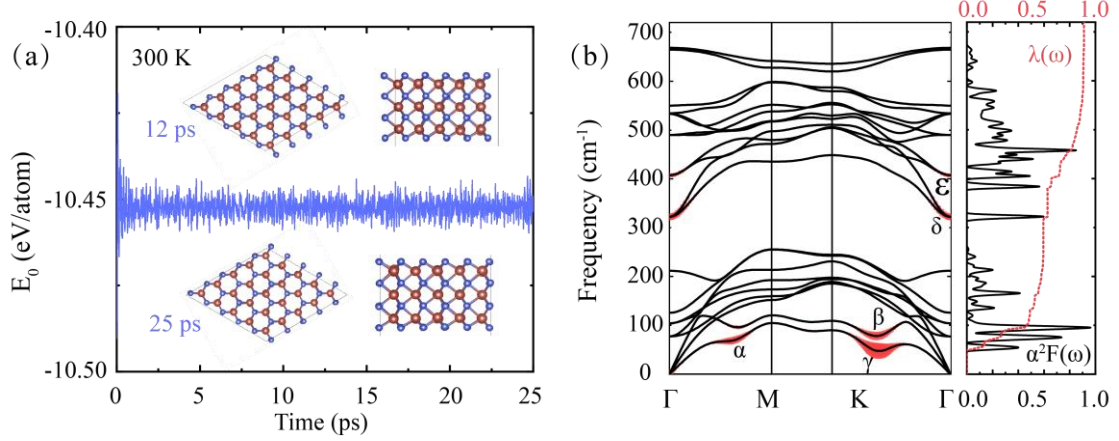 (a)
300 K
12 ps
25 ps
E₀ (eV/atom)
-10.40
-10.45
-10.50
0 5 10 15 20 25
Time (ps)
(b)
Frequency (cm⁻¹)
700
600
500
400
300
200
100
0
α
β
γ
δ
ε
Γ M K Γ
0.0 0.5 1.0
λ(ω)
α²F(ω)
0.0 0.5 1.0